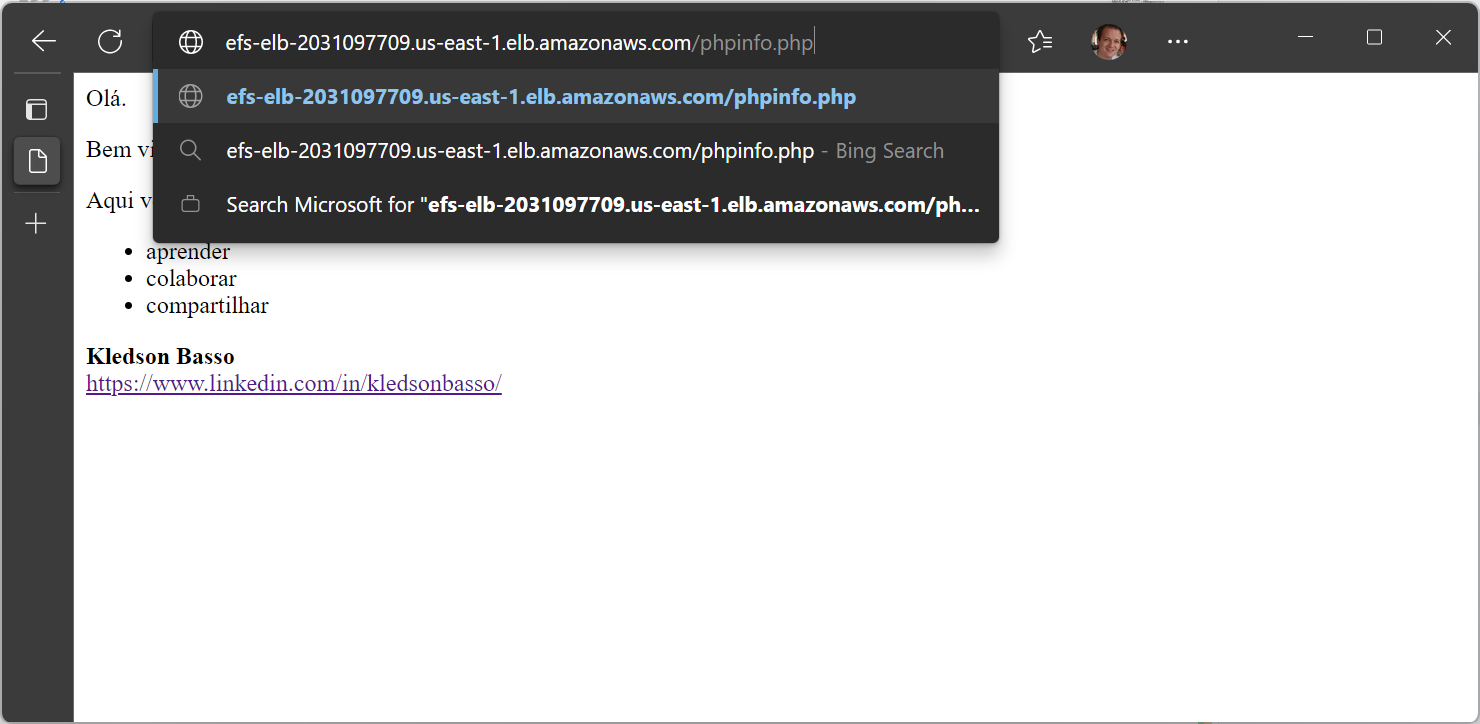 efs-elb-2031097709.us-east-1.elb.amazonaws.com/phpinfo.php
efs-elb-2031097709.us-east-1.elb.amazonaws.com/phpinfo.php
efs-elb-2031097709.us-east-1.elb.amazonaws.com/phpinfo.php - Bing Search
Search Microsoft for "efs-elb-2031097709.us-east-1.elb.amazonaws.com/ph...
Olá.
Bem vi
Aqui v
• aprender
• colaborar
• compartilhar
Kledson Basso
https://www.linkedin.com/in/kledsonbasso/